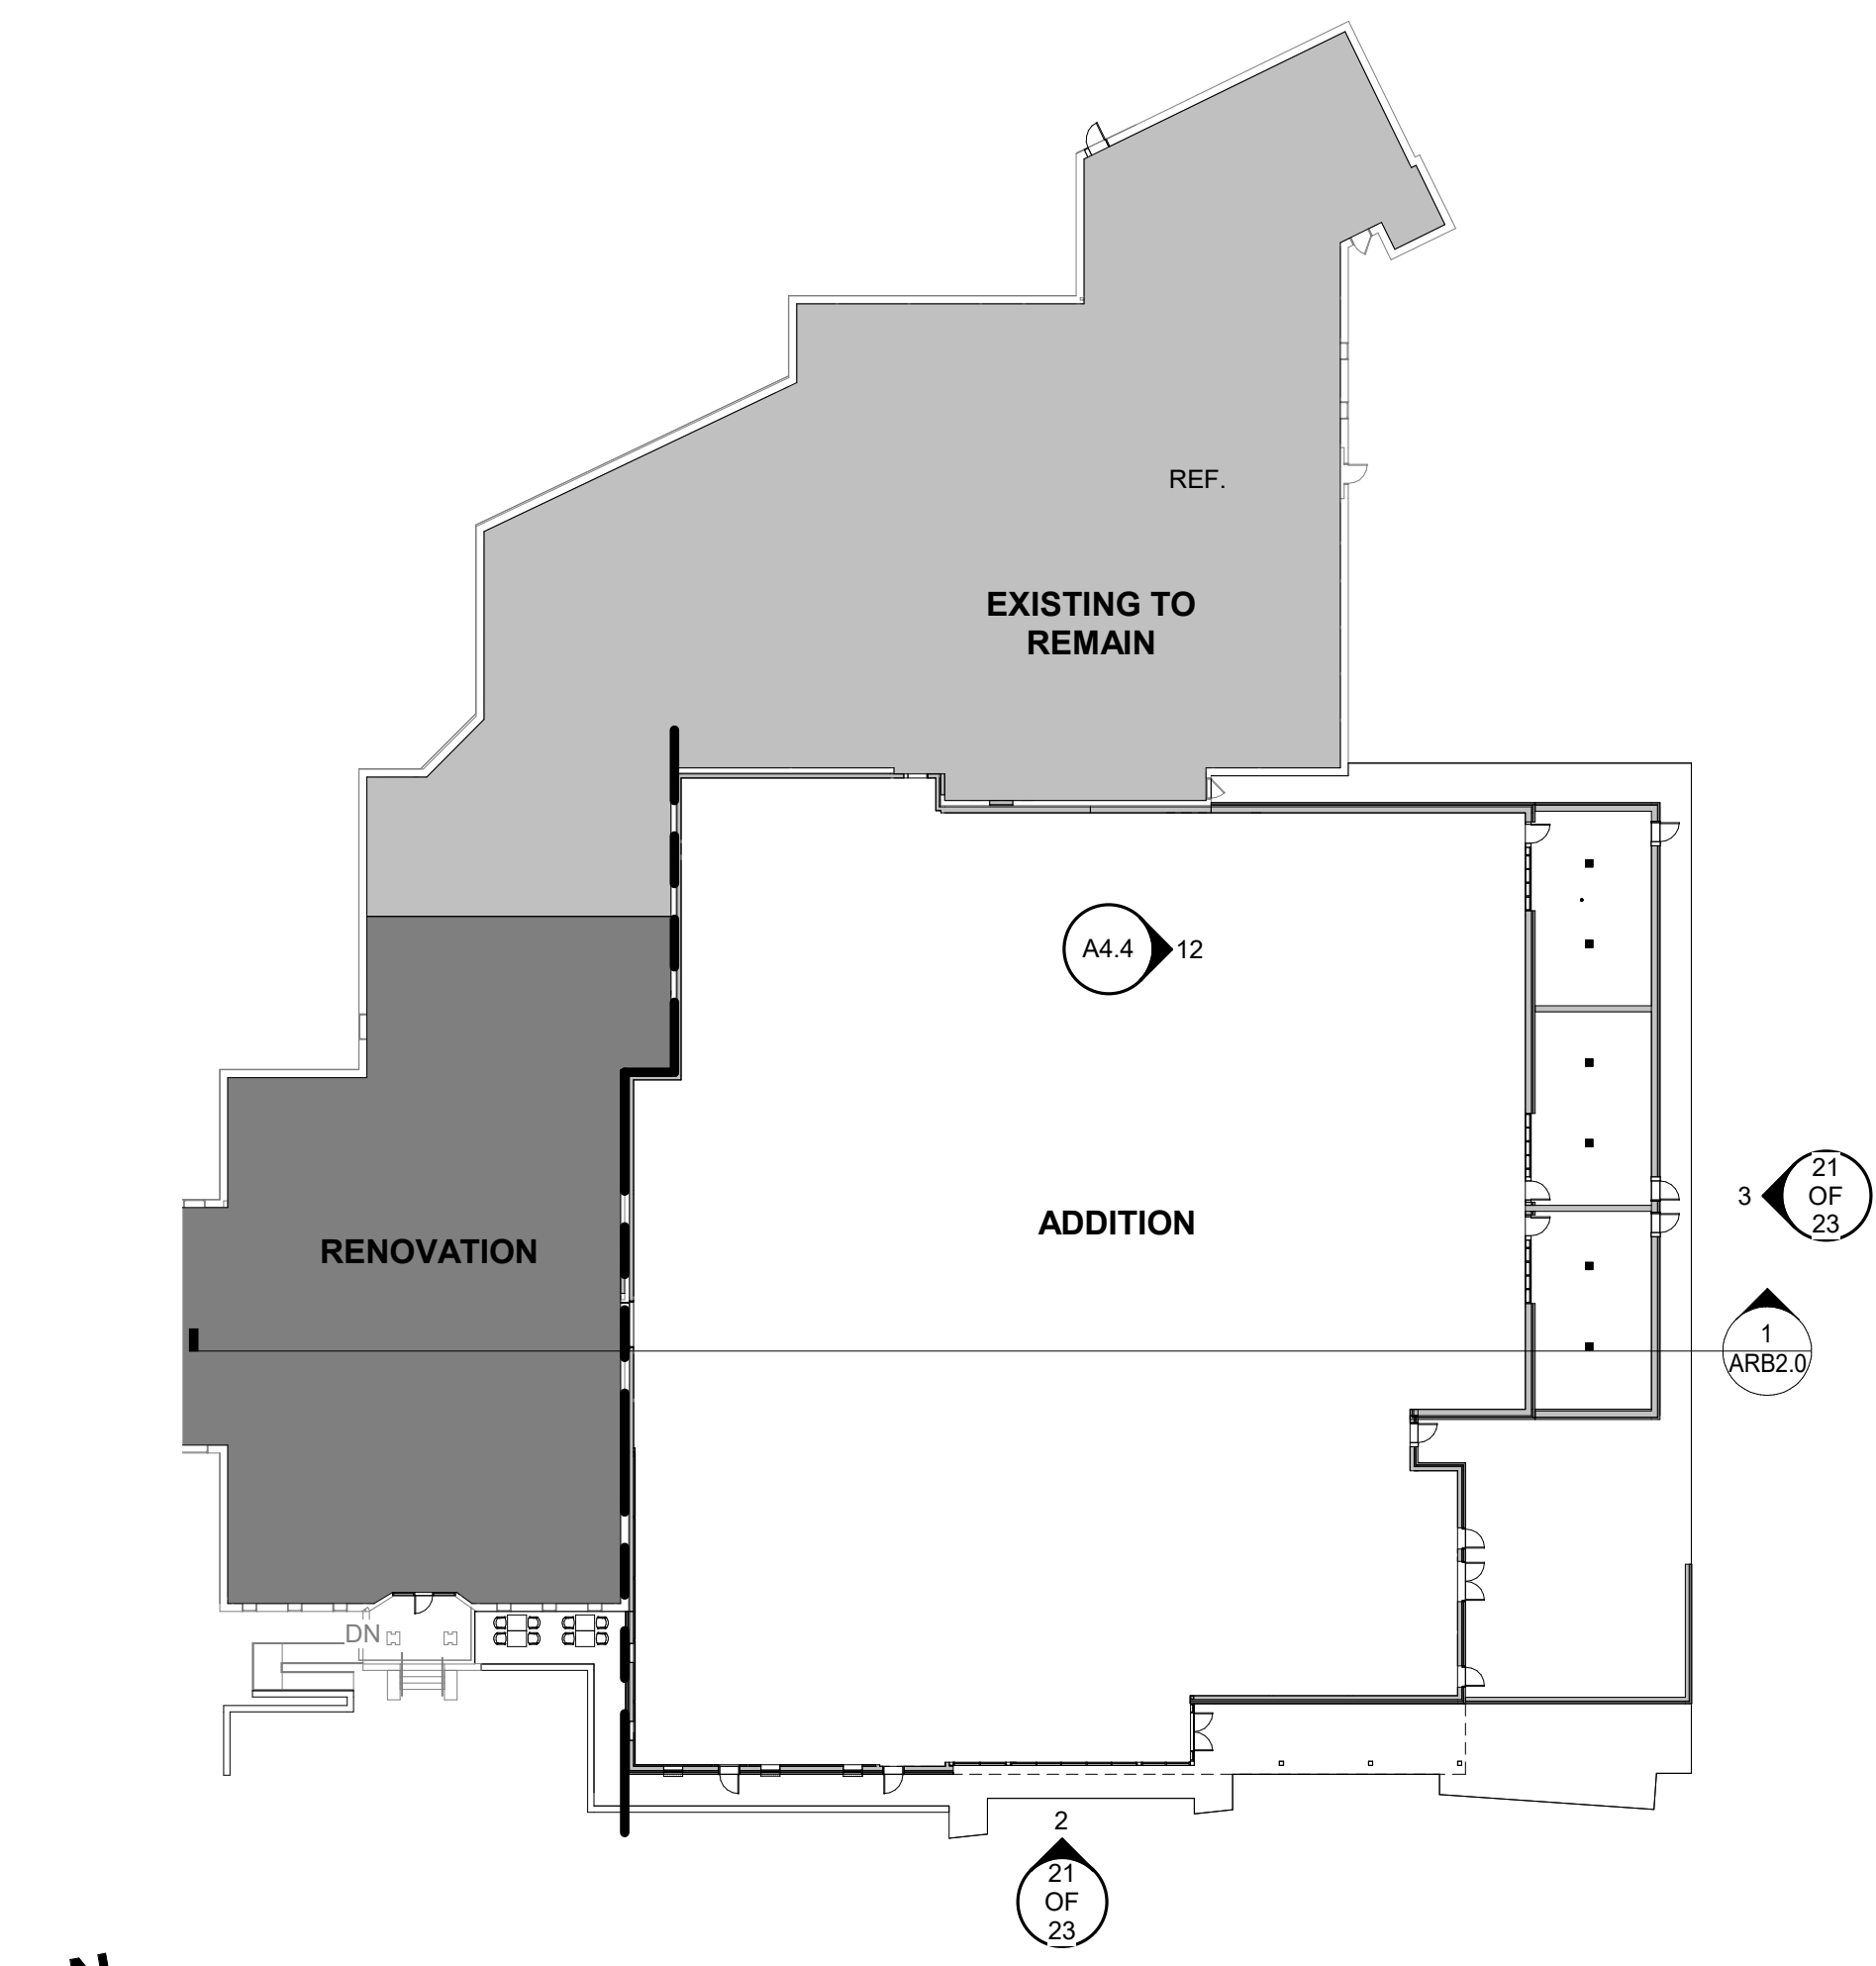 REF.
EXISTING TO
REMAIN
A4.4
12
3
21
OF
23
ADDITION
RENOVATION
1
ARB2.0
DN
2
21
OF
23
N